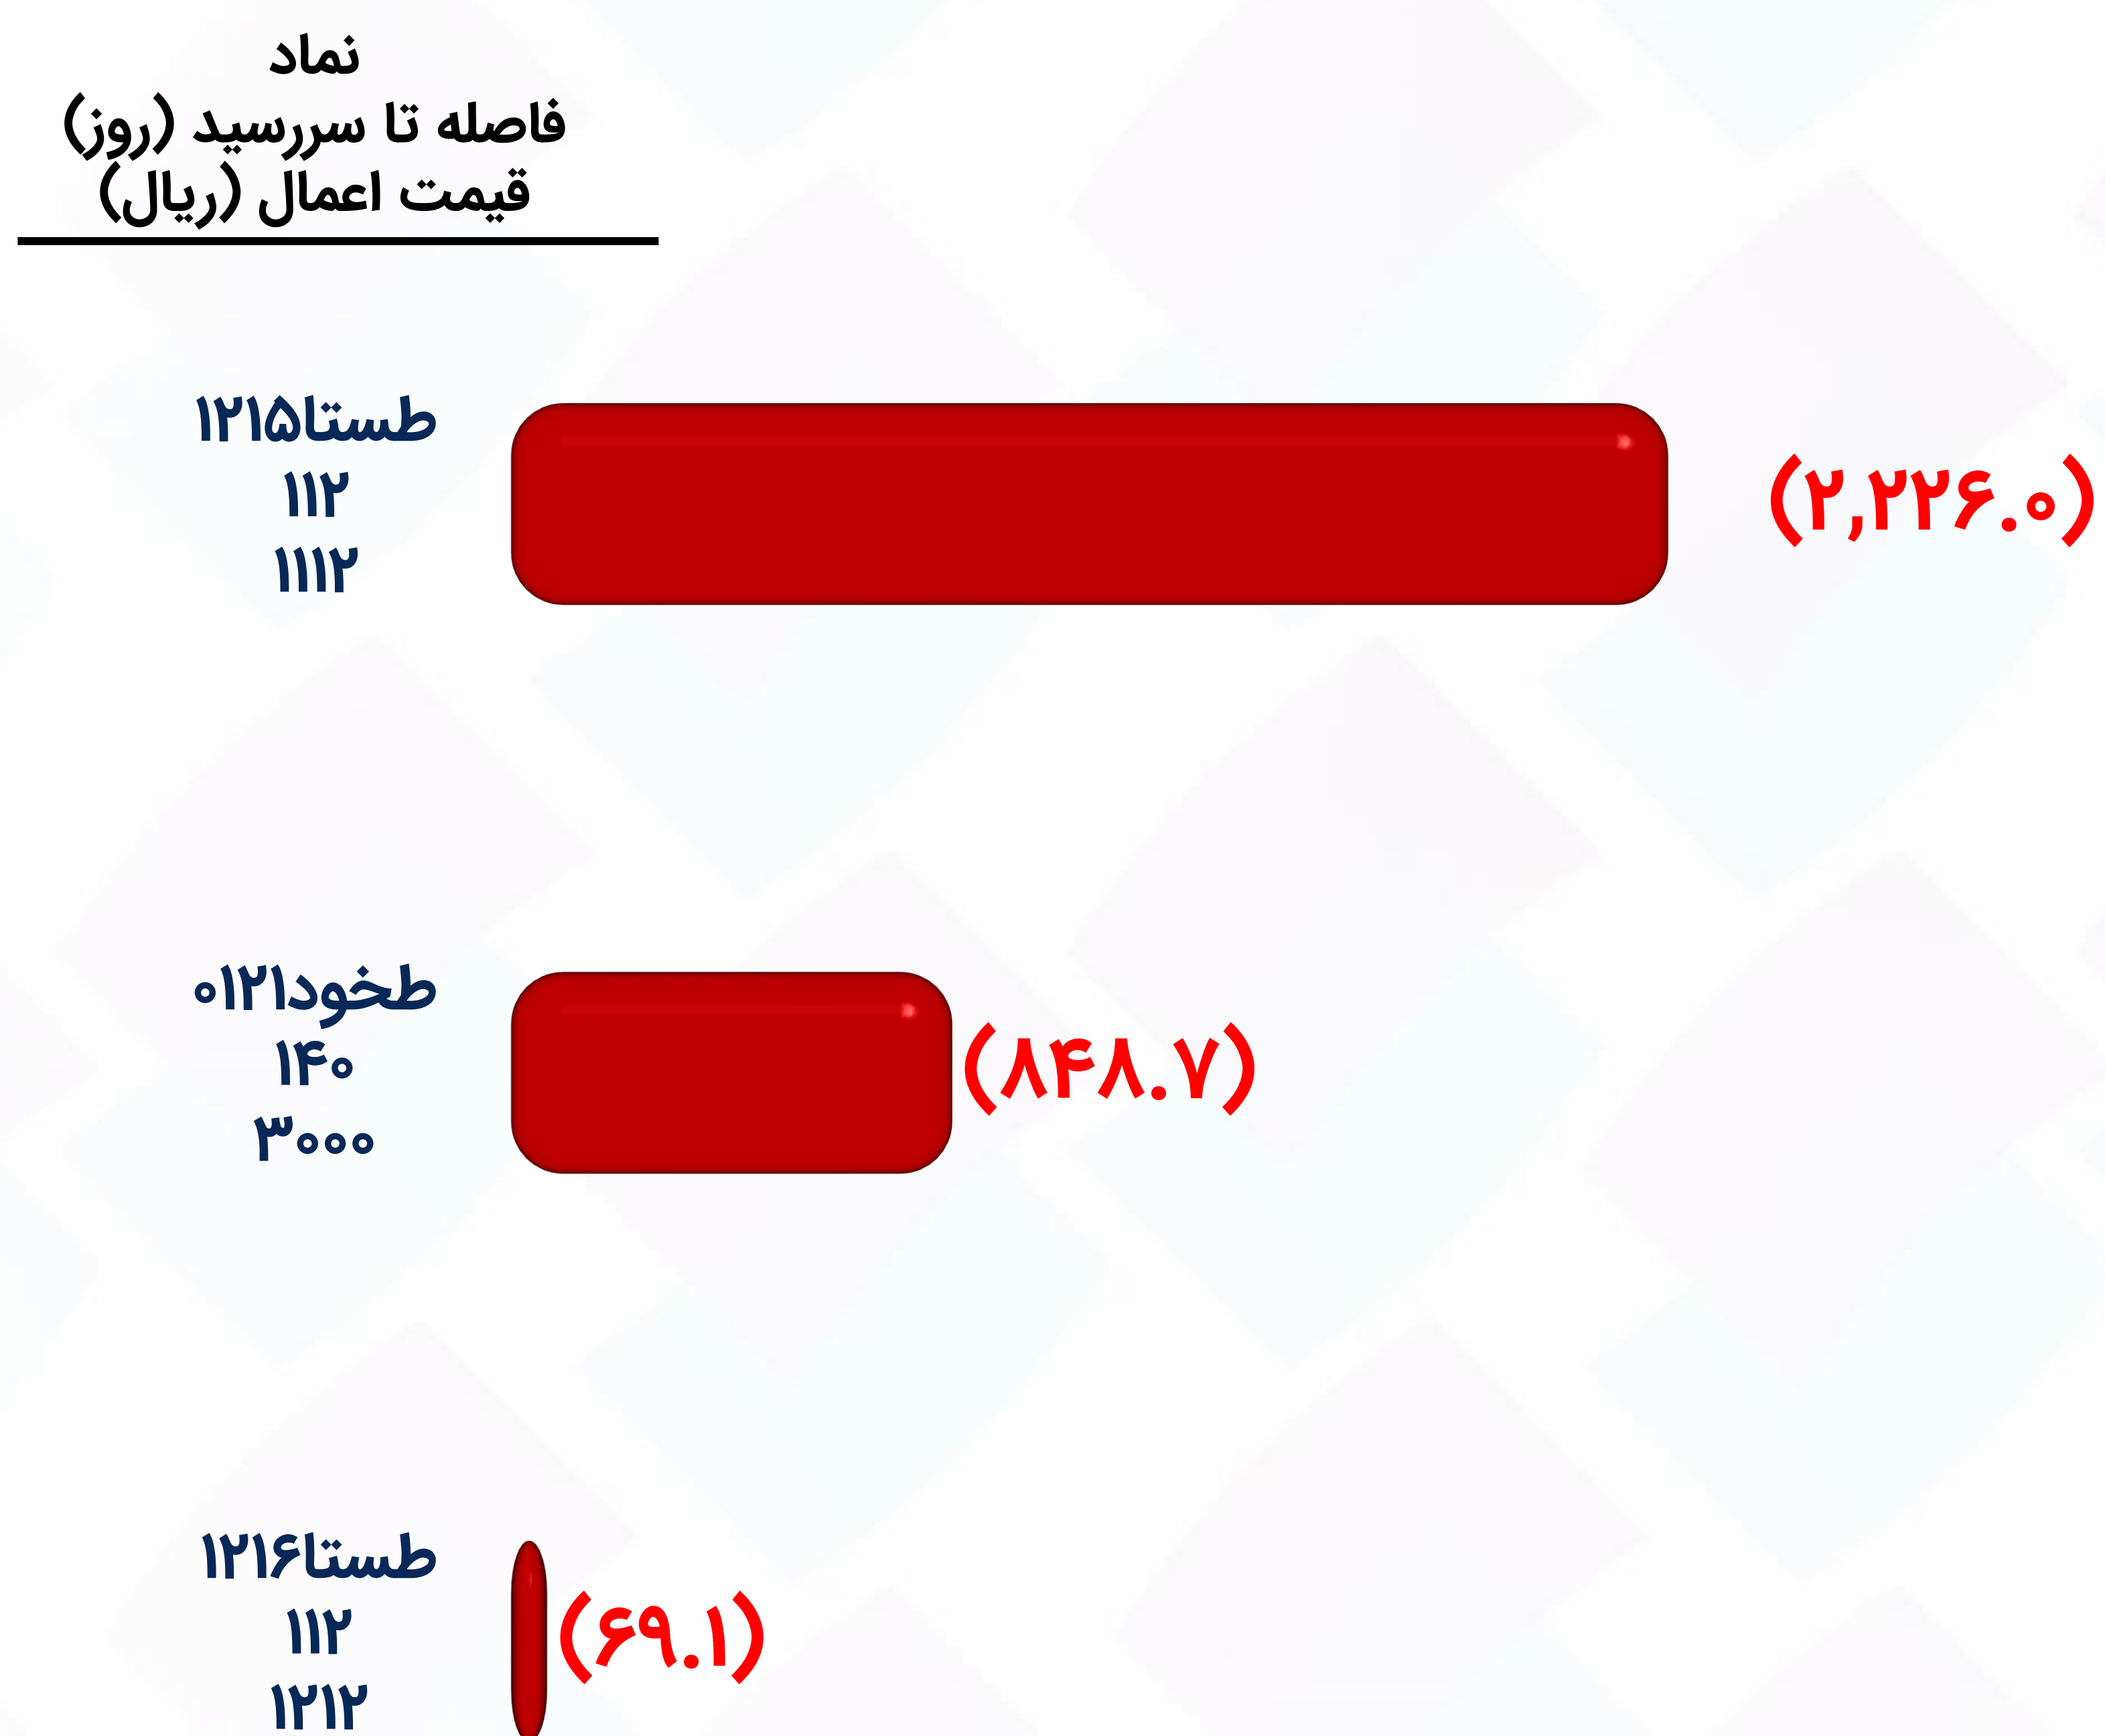 نماد
فاصله تا سررسید (روز)
قیمت اعمال (ریال)
طستا۱۲۱۵
۱۱۲
۱۱۱۲
(۲,۲۲۶.۰)
طخود۰۱۲۱
۱۴۰
۳۰۰۰
(۸۴۸.۷)
طستا۱۲۱۶
۱۱۲
۱۲۱۲
(۶۹.۱)